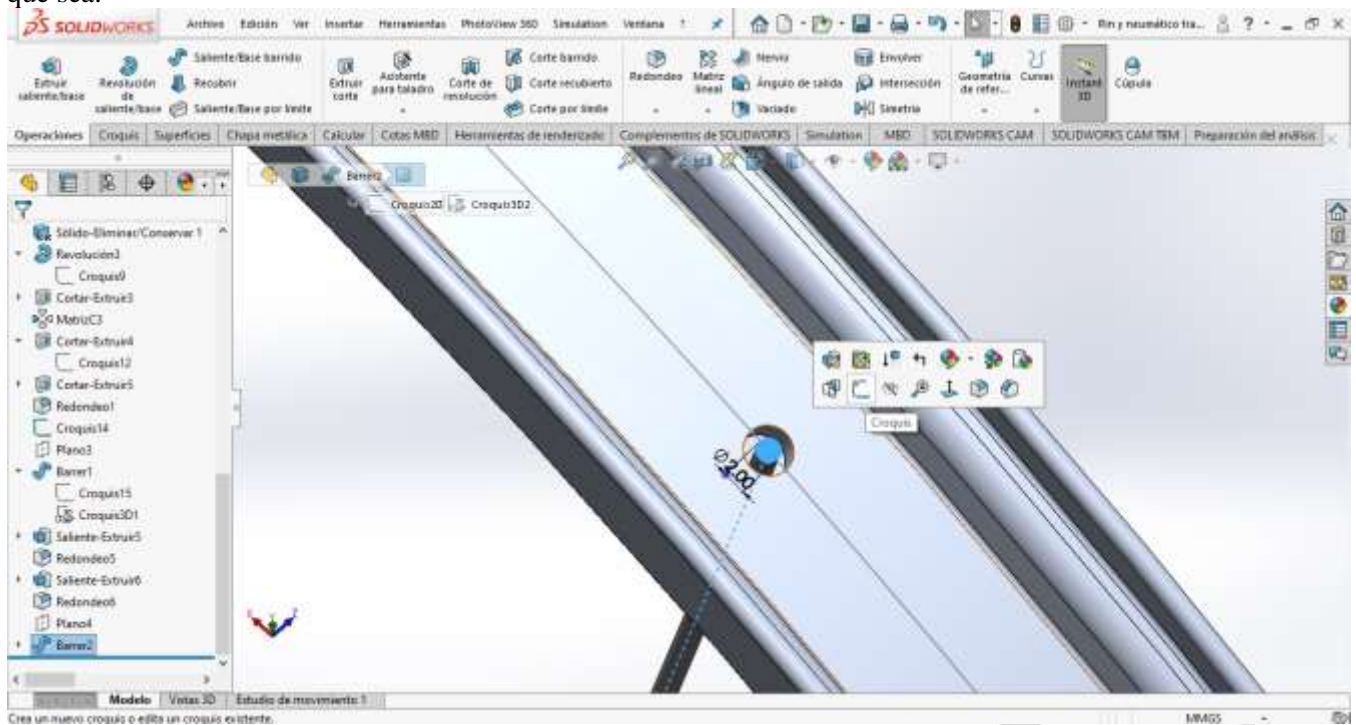 que sea.
SOLIDWORKS Archivo Edición Ver Insertar Herramientas PhotoView 360 Simulation Ventana ? Rin y neumático tra...
Extruir saliente/base
Revolución de saliente/base
Saliente/Base barrido
Recubrir
Saliente/Base por límite
Extruir corte
Asistente para taladro
Corte de revolución
Corte barrido
Corte recubierto
Corte por límite
Redondeo
Matriz lineal
Nervio
Ángulo de salida
Vaciado
Envolver
Intersección
Simetría
Geometría de refer...
Curvas
Instant 3D
Cúpula
Operaciones Croquis Superficies Chapa metálica Calcular Cotas MBD Herramientas de renderizado Complementos de SOLIDWORKS Simulation MBD SOLIDWORKS CAM SOLIDWORKS CAM TBM Preparación del análisis
Barrer2
Croquis20 Croquis3D2
Sólido-Eliminar/Conservar 1
Revolución3
Croquis9
Cortar-Extruir3
MatrizC3
Cortar-Extruir4
Croquis12
Cortar-Extruir5
Redondeo1
Croquis14
Plano3
Barrer1
Croquis15
Croquis3D1
Saliente-Extruir5
Redondeo5
Saliente-Extruir6
Redondeo6
Plano4
Barrer2
Croquis
Ø2.00
Modelo Vistas 3D Estudio de movimiento 1
Crea un nuevo croquis o edita un croquis existente.
MMGS